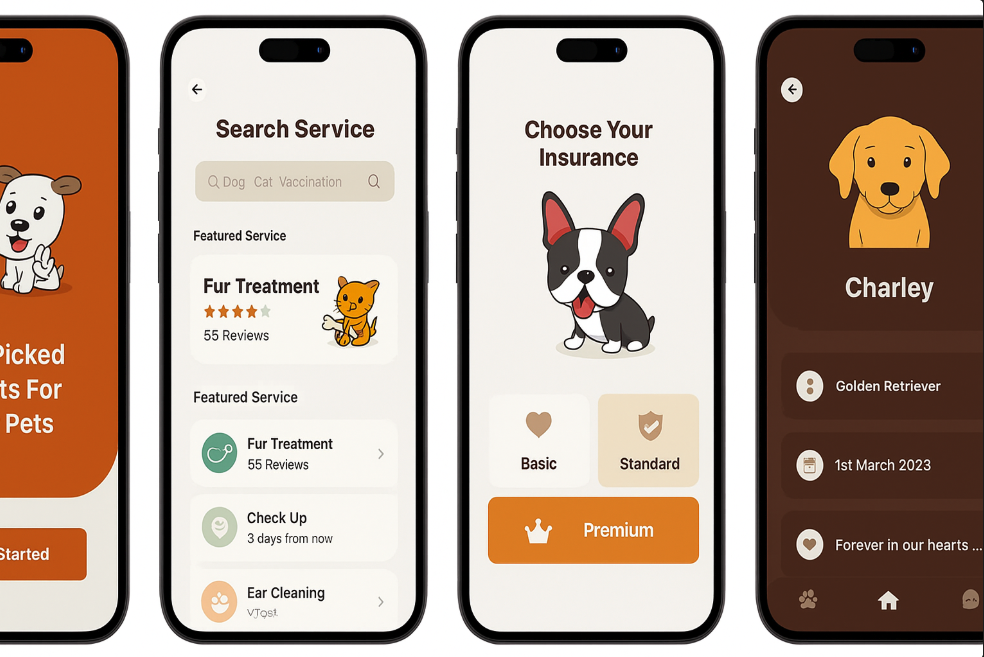 Picked
ts For
Pets
Started
Search Service
Dog Cat Vaccination
Featured Service
Fur Treatment
55 Reviews
Featured Service
Fur Treatment
55 Reviews
Check Up
3 days from now
Ear Cleaning
Choose Your
Insurance
Basic
Standard
Premium
Charley
Golden Retriever
1st March 2023
Forever in our hearts ...